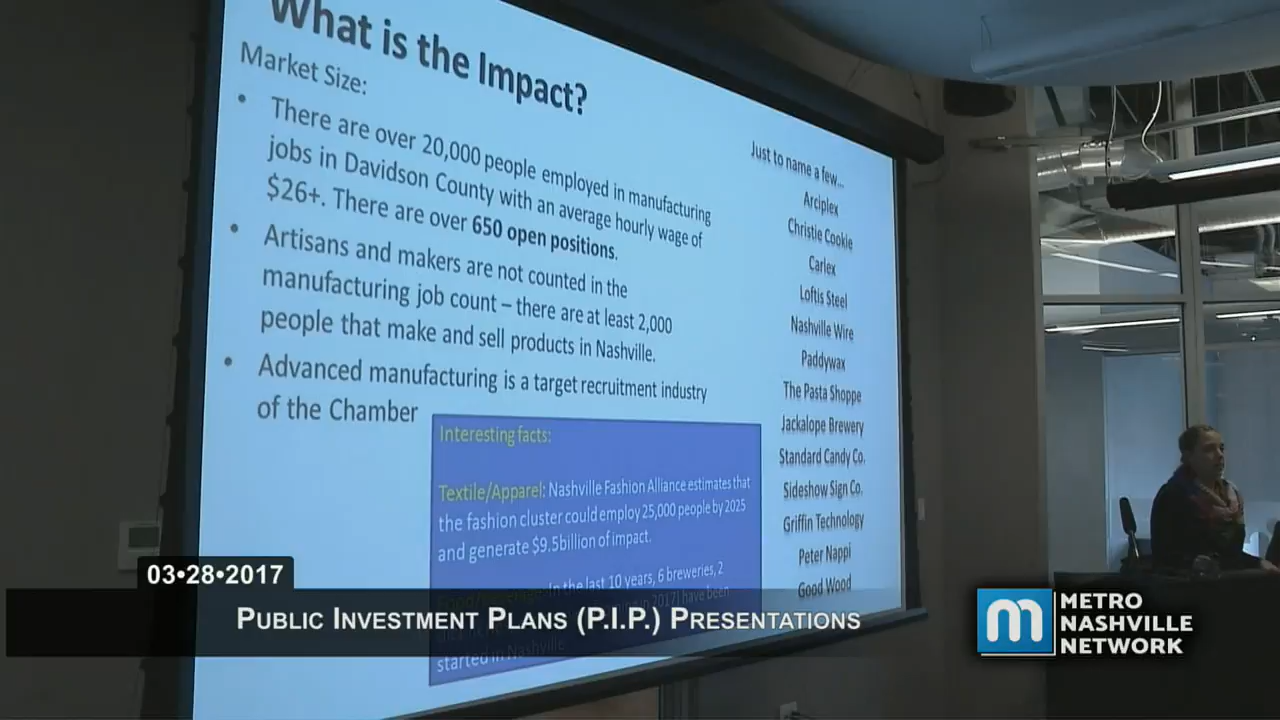 What is the Impact?
Market Size:
• There are over 20,000 people employed in manufacturing
jobs in Davidson County with an average hourly wage of
$26+. There are over 650 open positions.
• Artisans and makers are not counted in the
manufacturing job count – there are at least 2,000
people that make and sell products in Nashville.
• Advanced manufacturing is a target recruitment industry
of the Chamber
Interesting facts:
Textile/Apparel: Nashville Fashion Alliance estimates that
the fashion cluster could employ 25,000 people by 2025
and generate $9.5billion of impact.
In the last 10 years, 6 breweries, 2
in 2017] have been
started in Nashville
Just to name a few...
Arciplex
Christie Cookie
Carlex
Loftis Steel
Nashville Wire
Paddywax
The Pasta Shoppe
Jackalope Brewery
Standard Candy Co.
Sideshow Sign Co.
Griffin Technology
Peter Nappi
Good Wood
03•28•2017
PUBLIC INVESTMENT PLANS (P.I.P.) PRESENTATIONS
m METRO
NASHVILLE
NETWORK